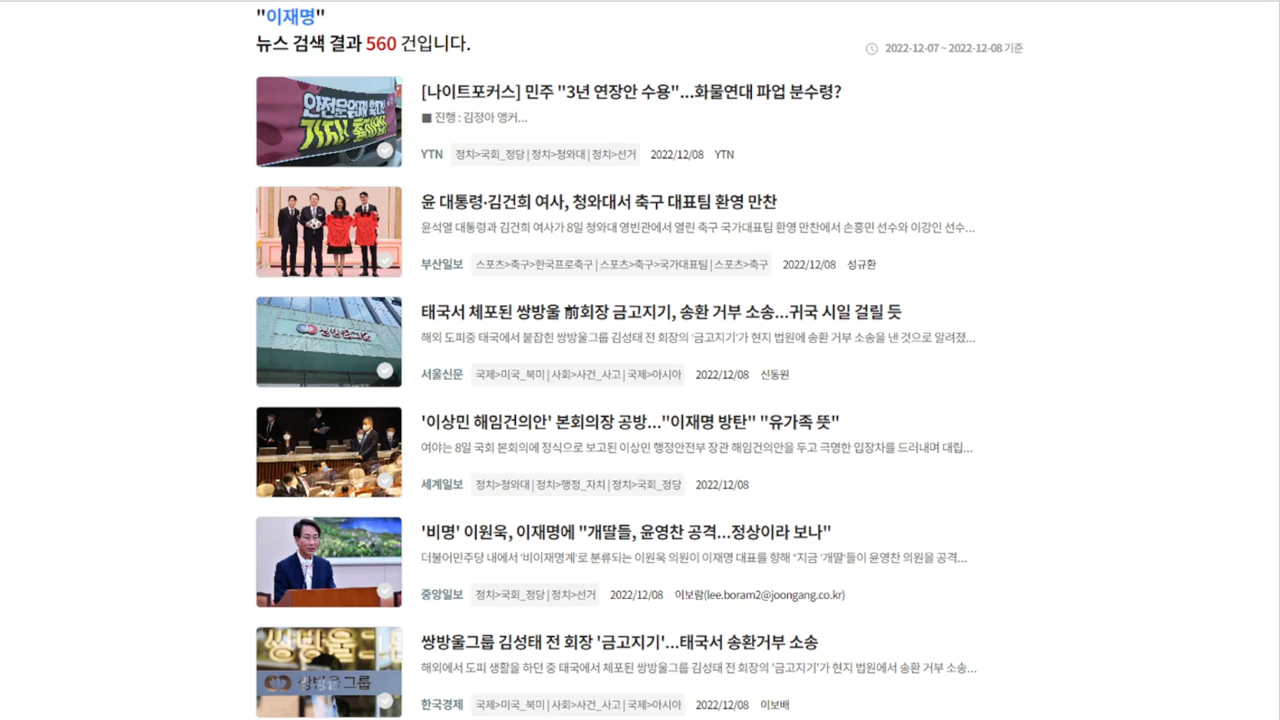 "이재명"
뉴스 검색 결과 560 건입니다.
2022-12-07 ~ 2022-12-08 기준
[나이트포커스] 민주 "3년 연장안 수용"...화물연대 파업 분수령?
■ 진행 : 김정아 앵커...
YTN 정치>국회_정당 | 정치>청와대 | 정치>선거 2022/12/08 YTN
윤 대통령·김건희 여사, 청와대서 축구 대표팀 환영 만찬
윤석열 대통령과 김건희 여사가 8일 청와대 영빈관에서 열린 축구 국가대표팀 환영 만찬에서 손흥민 선수와 이강인 선수...
부산일보 스포츠>축구>한국프로축구 | 스포츠>축구>국가대표팀 | 스포츠>축구 2022/12/08 성규환
태국서 체포된 쌍방울 前회장 금고지기, 송환 거부 소송...귀국 시일 걸릴 듯
해외 도피중 태국에서 붙잡힌 쌍방울그룹 김성태 전 회장의 '금고지기'가 현지 법원에 송환 거부 소송을 낸 것으로 알려졌...
서울신문 국제>미국_북미 | 사회>사건_사고 | 국제>아시아 2022/12/08 신동원
'이상민 해임건의안' 본회의장 공방..."이재명 방탄" "유가족 뜻"
여야는 8일 국회 본회의에 정식으로 보고된 이상민 행정안전부 장관 해임건의안을 두고 극명한 입장차를 드러내며 대립...
세계일보 정치>청와대 | 정치>행정_자치 | 정치>국회_정당 2022/12/08
'비명' 이원욱, 이재명에 "개딸들, 윤영찬 공격...정상이라 보나"
더불어민주당 내에서 '비이재명계'로 분류되는 이원욱 의원이 이재명 대표를 향해 "지금 '개딸'들이 윤영찬 의원을 공격...
중앙일보 정치>국회_정당 | 정치>선거 2022/12/08 이보람(lee.boram2@joongang.co.kr)
쌍방울그룹
쌍방울그룹 김성태 전 회장 '금고지기'...태국서 송환거부 소송
해외에서 도피 생활을 하던 중 태국에서 체포된 쌍방울그룹 김성태 전 회장의 '금고지기'가 현지 법원에서 송환 거부 소송...
한국경제 국제>미국_북미 | 사회>사건_사고 | 국제>아시아 2022/12/08 이보배